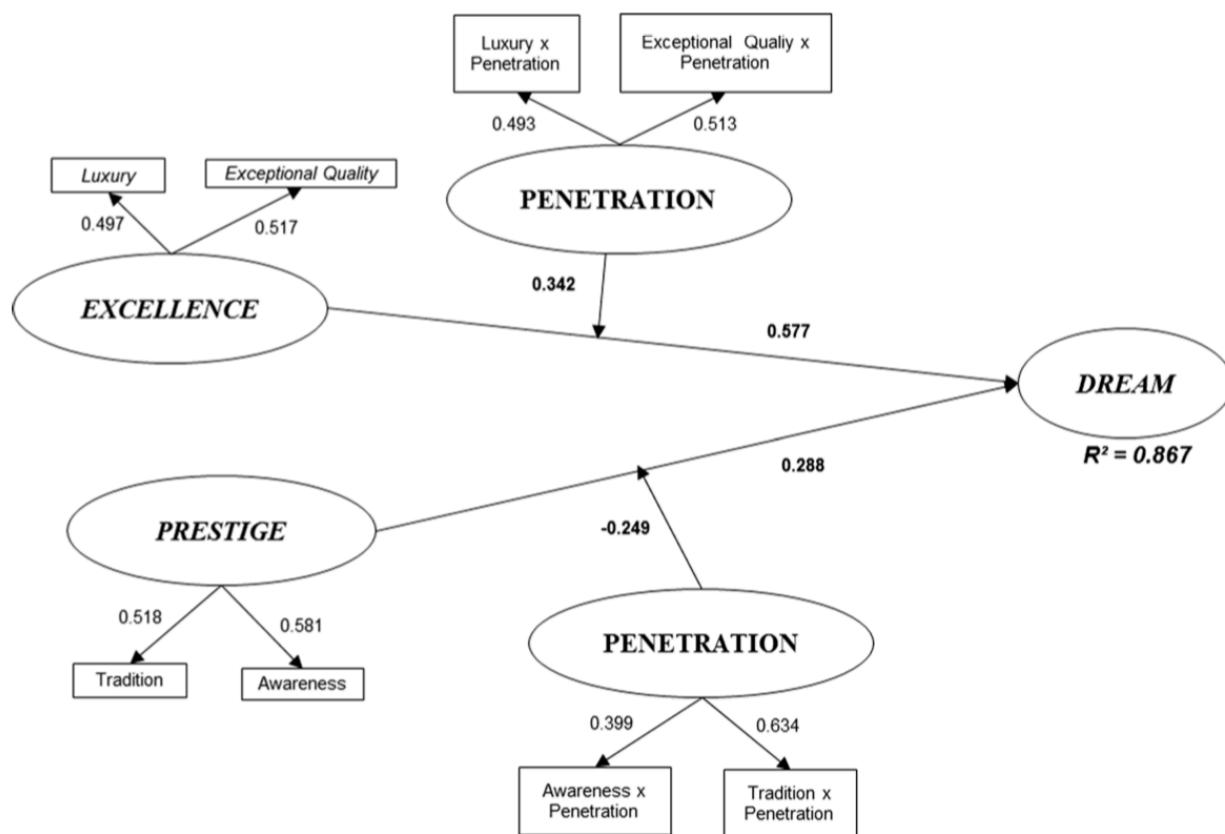 Luxury x
Penetration
Exceptional Qualiy x
Penetration
0.493
0.513
Luxury
Exceptional Quality
0.497
0.517
PENETRATION
EXCELLENCE
0.342
0.577
DREAM
R² = 0.867
0.288
PRESTIGE
-0.249
0.518
0.581
Tradition
Awareness
PENETRATION
0.399
0.634
Awareness x
Penetration
Tradition x
Penetration